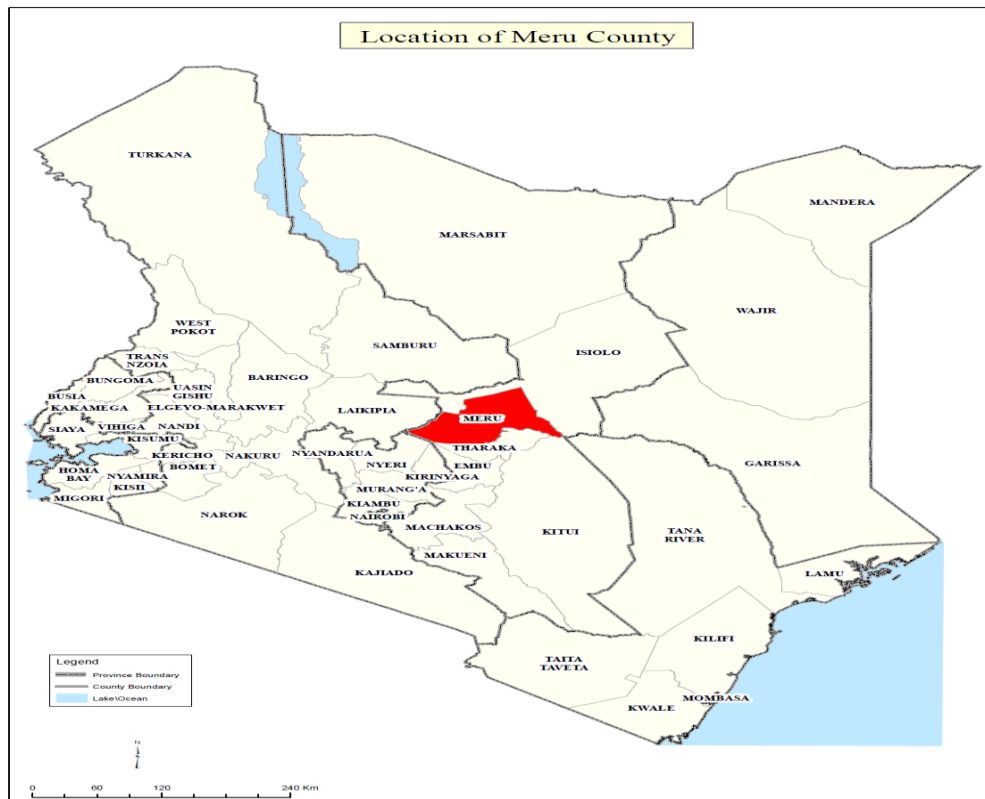 Location of Meru County
TURKANA
MANDERA
MARSABIT
WAJIR
WEST
POKOT
SAMBURU
ISIOLO
TRANS
NZOIA
BUNGOMA
UASIN
GISHU
BARINGO
BUSIA
KAKAMEGA
ELGEYO-MARAKWET
LAIKIPIA
MERU
SIAYA
VIHIGA
NANDI
KISUMU
THARAKA
KERICHO
NAKURU
NYANDARUA
BOMET
NYERI
EMBU
GARISSA
HOMA
BAY
NYAMIRA
KIRINYAGA
KISII
MURANG'A
MIGORI
KIAMBU
NAROK
NAIROBI
MACHAKOS
KITUI
TANA
RIVER
MAKUENI
KAJIADO
LAMU
KILIFI
TAITA
TAVETA
MOMBASA
KWALE
Legend
Province Boundary
County Boundary
Lake\Ocean
N
0 60 120 240 Km